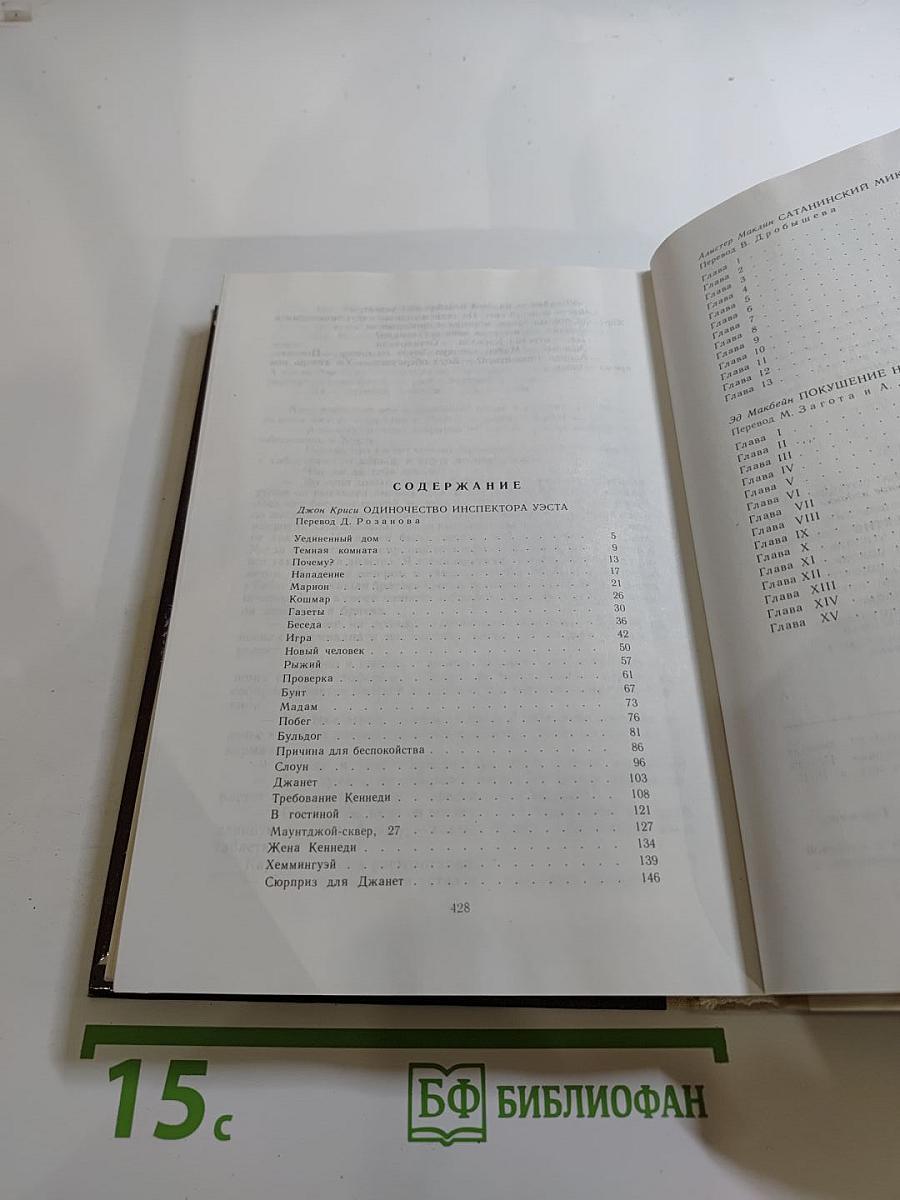 СОДЕРЖАНИЕ
Джон Криси ОДИНОЧЕСТВО ИНСПЕКТОРА УЭСТА
Перевод Д. Розанова
Уединенный дом . . . 5
Темная комната . . . 9
Почему? . . . 13
Нападение . . . 17
Марион . . . 21
Кошмар . . . 26
Газеты . . . 30
Беседа . . . 36
Игра . . . 42
Новый человек . . . 50
Рыжий . . . 57
Проверка . . . 61
Бунт . . . 67
Мадам . . . 73
Побег . . . 76
Бульдог . . . 81
Причина для беспокойства . . . 86
Слоун . . . 96
Джанет . . . 103
Требование Кеннеди . . . 108
В гостиной . . . 121
Маунтджой-сквер, 27 . . . 127
Жена Кеннеди . . . 134
Хеммингуэй . . . 139
Сюрприз для Джанет . . . 146
428
Алистер Маклин САТАНИНСКИЙ
Перевод В. Дробышева
Глава 1
Глава 2
Глава 3
Глава 4
Глава 5
Глава 6
Глава 7
Глава 8
Глава 9
Глава 10
Глава 11
Глава 12
Глава 13
Эд Макбейн ПОКУШЕНИЕ
Перевод М. Загота и А.
Глава I
Глава II
Глава III
Глава IV
Глава V
Глава VI
Глава VII
Глава VIII
Глава IX
Глава X
Глава XI
Глава XII
Глава XIII
Глава XIV
Глава XV
15 с
БФ БИБЛИОФАН